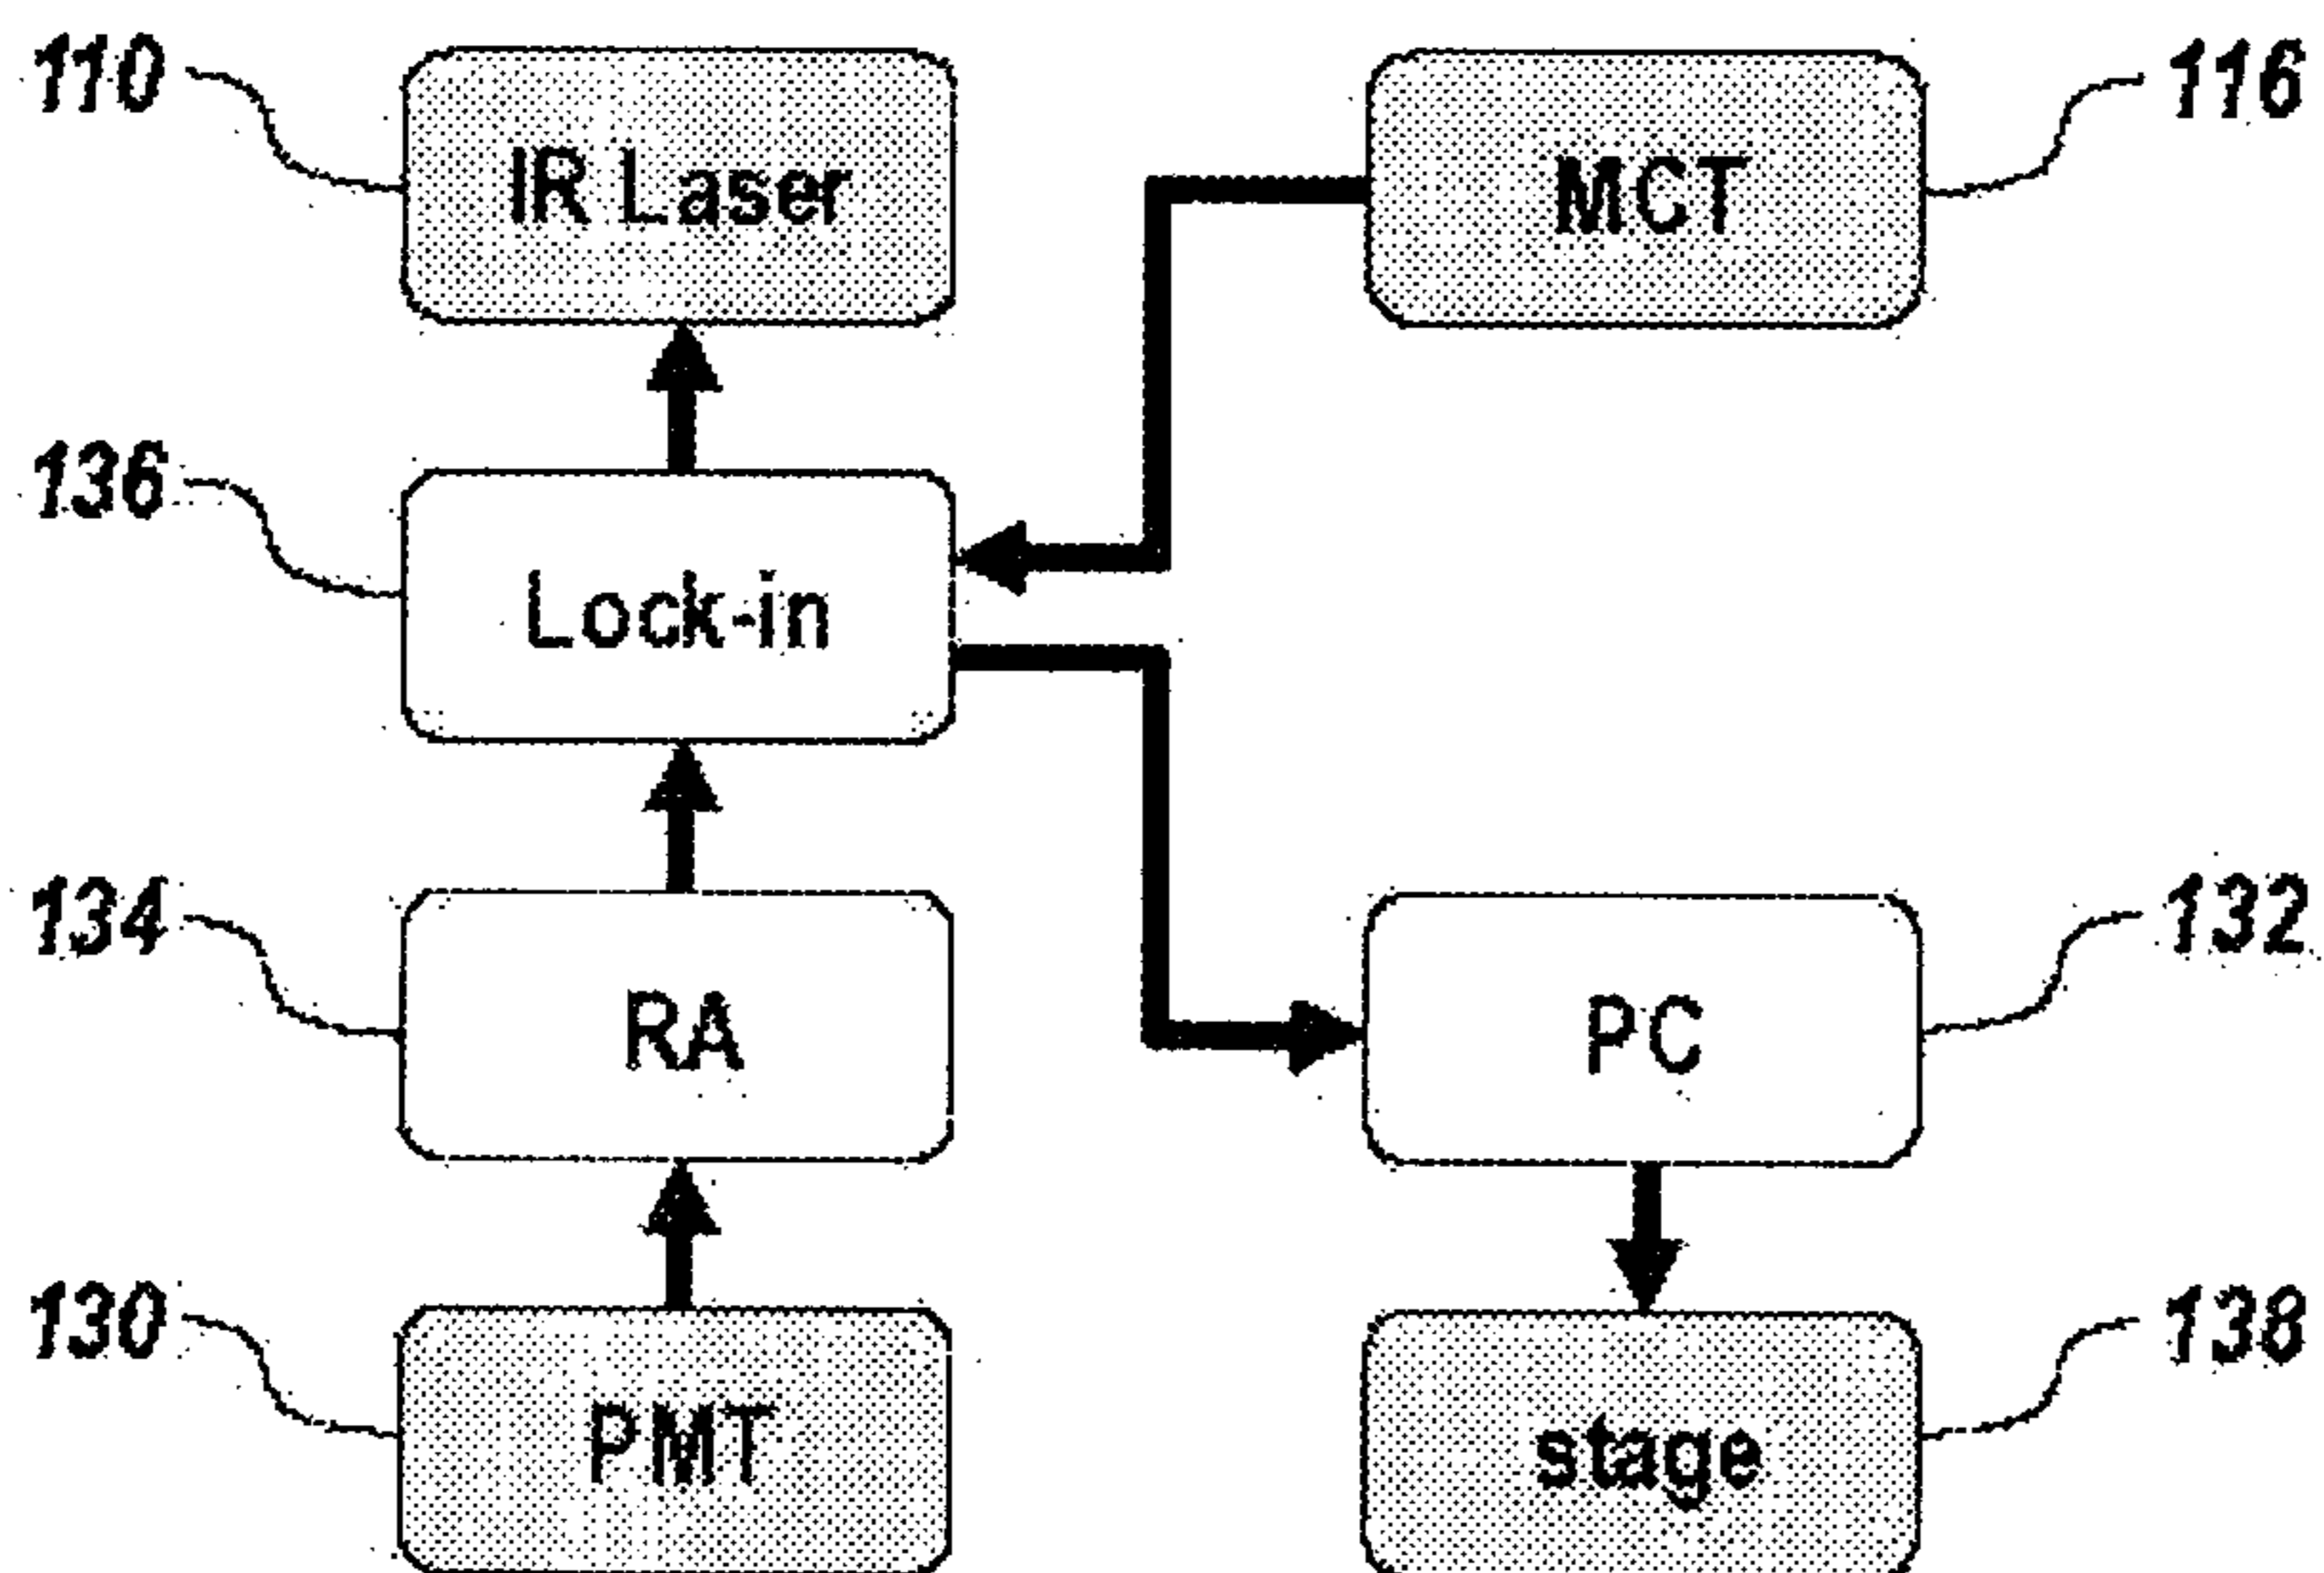 110
IR Laser
MCT
116
136
Lock-in
134
RA
PC
132
130
PMT
stage
138